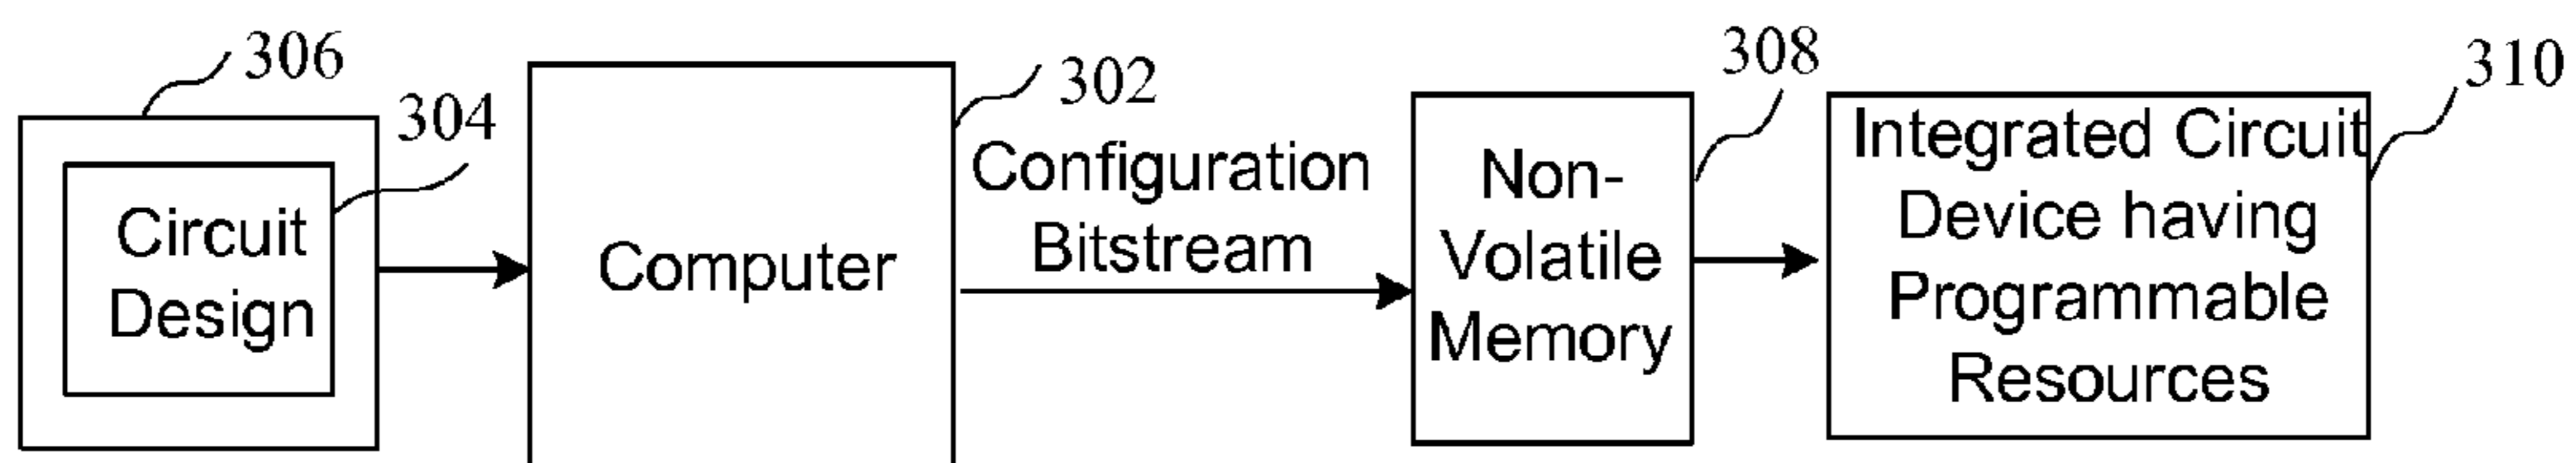 306
304
Circuit
Design
Computer
302
Configuration
Bitstream
308
Non-
Volatile
Memory
310
Integrated Circuit
Device having
Programmable
Resources